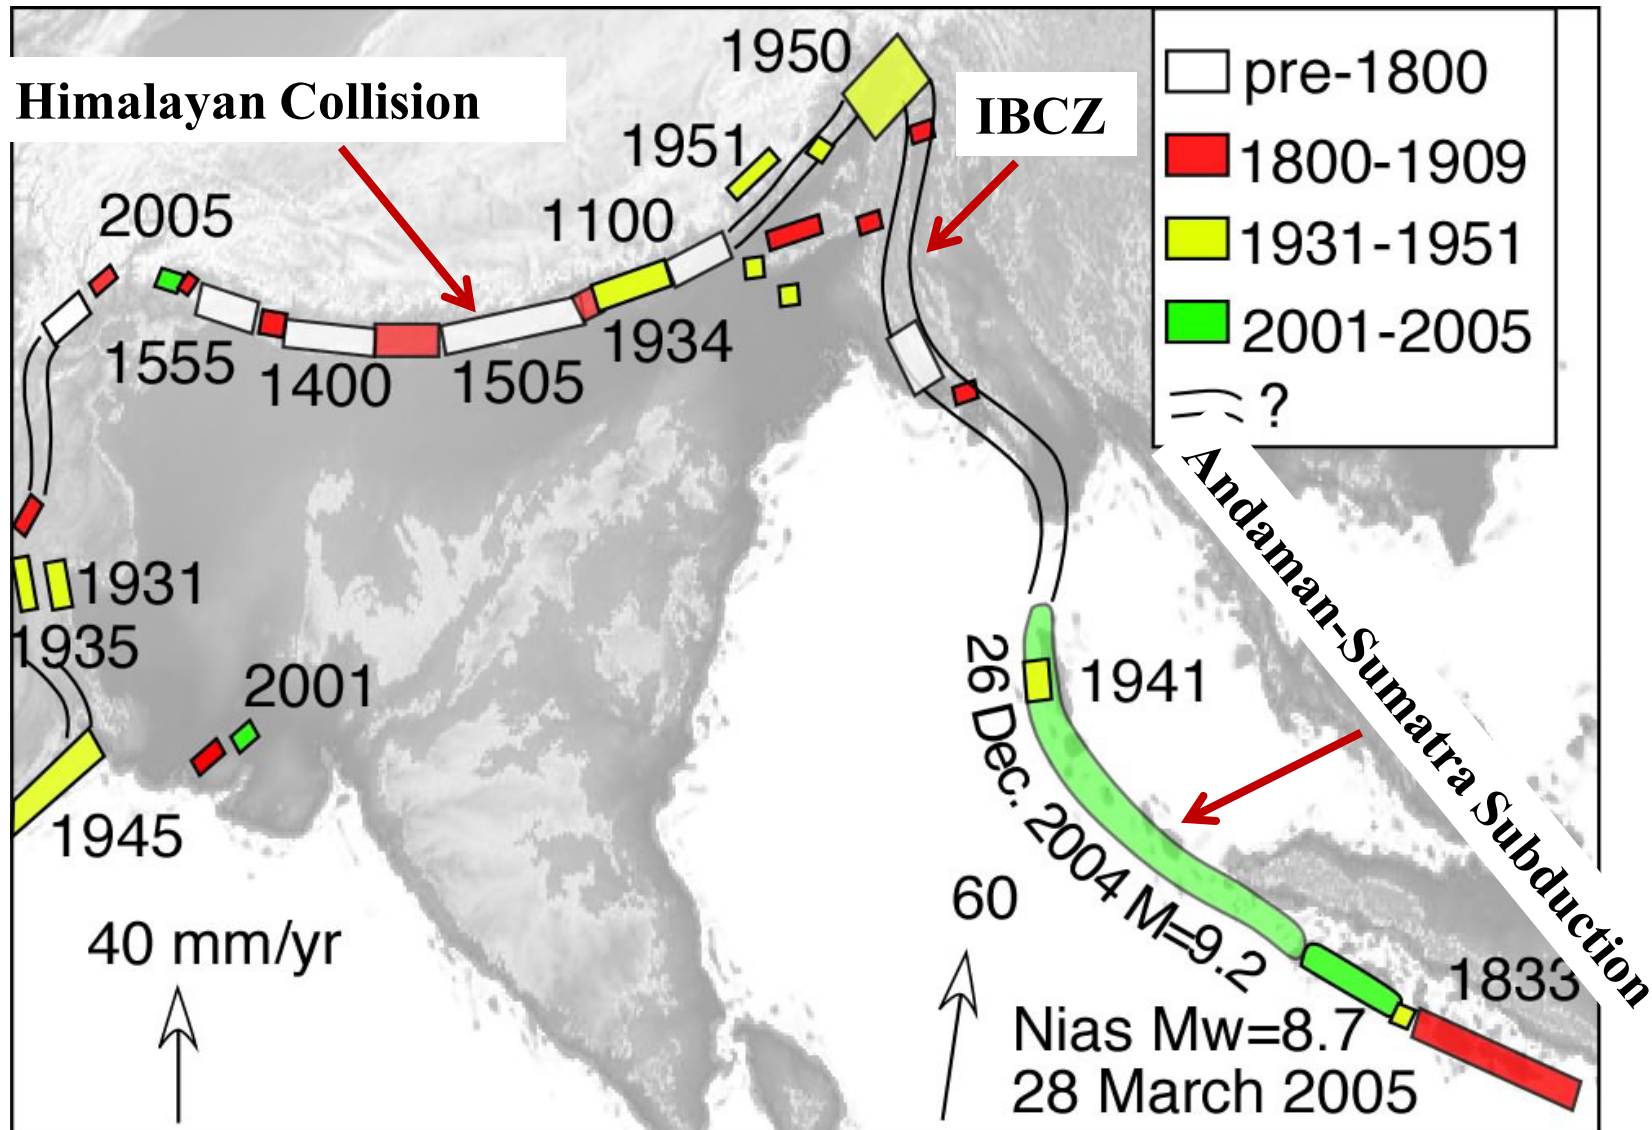 1950
pre-1800
Himalayan Collision
IBCZ
1951
1800-1909
2005
1100
1931-1951
1934
2001-2005
1555
1400
1505
?
Andaman-Sumatra Subduction
1931
1935
2001
1941
26 Dec. 2004 M=9.2
1945
60
40 mm/yr
1833
Nias Mw=8.7
28 March 2005